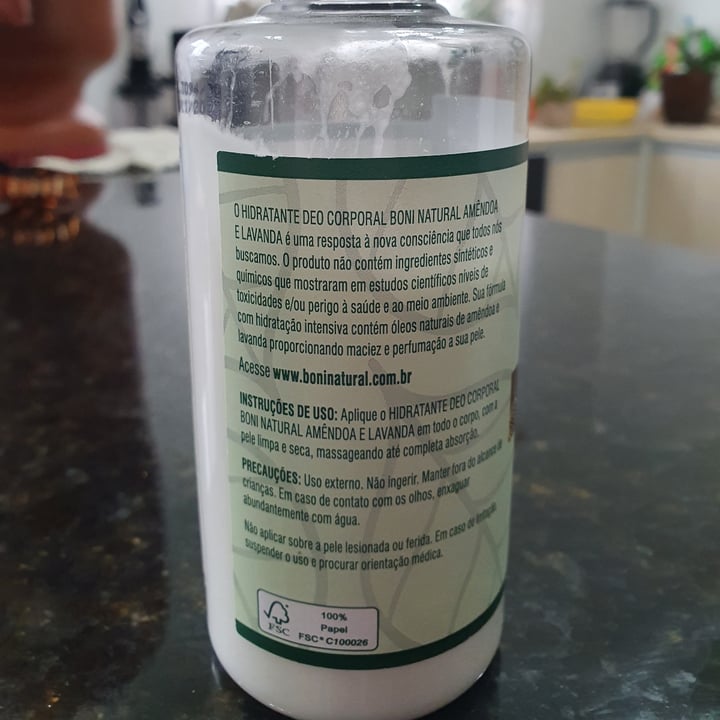 O HIDRATANTE DEO CORPORAL BONI NATURAL AMÊNDOA
E LAVANDA é uma resposta à nova consciência que todos nós
buscamos. O produto não contém ingredientes sintéticos e
químicos que mostraram em estudos científicos níveis de
toxicidades e/ou perigo à saúde e ao meio ambiente. Sua fórmula
com hidratação intensiva contém óleos naturais de amêndoa e
lavanda proporcionando maciez e perfumação a sua pele.
Acesse www.boninatural.com.br
INSTRUÇÕES DE USO: Aplique o HIDRATANTE DEO CORPORAL
BONI NATURAL AMÊNDOA E LAVANDA em todo o corpo, com a
pele limpa e seca, massageando até completa absorção.
PRECAUÇÕES: Uso externo. Não ingerir. Manter fora do alcance de
crianças. Em caso de contato com os olhos, enxaguar
abundantemente com água.
Não aplicar sobre a pele lesionada ou ferida. Em caso de irritação,
suspender o uso e procurar orientação médica.
FSC
100%
Papel
FSC® C100026